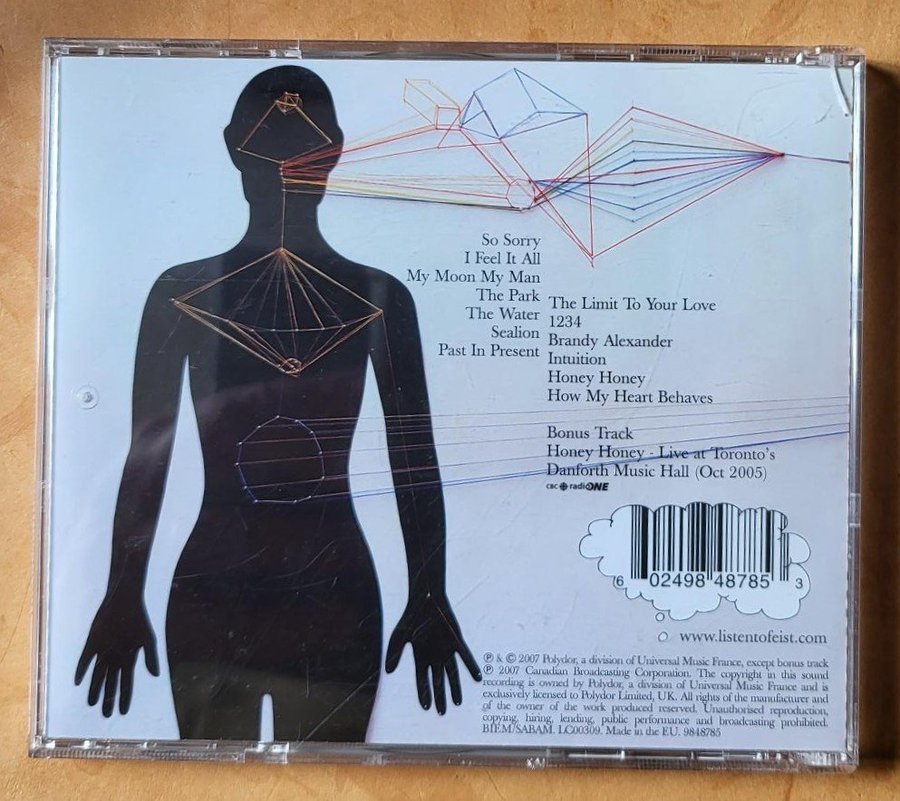 So Sorry
I Feel It All
My Moon My Man
The Park
The Water
Sealion
Past In Present
The Limit To Your Love
1234
Brandy Alexander
Intuition
Honey Honey
How My Heart Behaves
Bonus Track
Honey Honey - Live at Toronto's
Danforth Music Hall (Oct 2005)
CBC radiONE
6 02498 48785 3
www.listentofeist.com
℗ & © 2007 Polydor, a division of Universal Music France, except bonus track
℗ 2007 Canadian Broadcasting Corporation. The copyright in this sound
recording is owned by Polydor, a division of Universal Music France and is
exclusively licensed to Polydor Limited, UK. All rights of the manufacturer and
of the owner of the work produced reserved. Unauthorised reproduction,
copying, hiring, lending, public performance and broadcasting prohibited.
BIEM/SABAM. LC00309. Made in the EU. 9848785